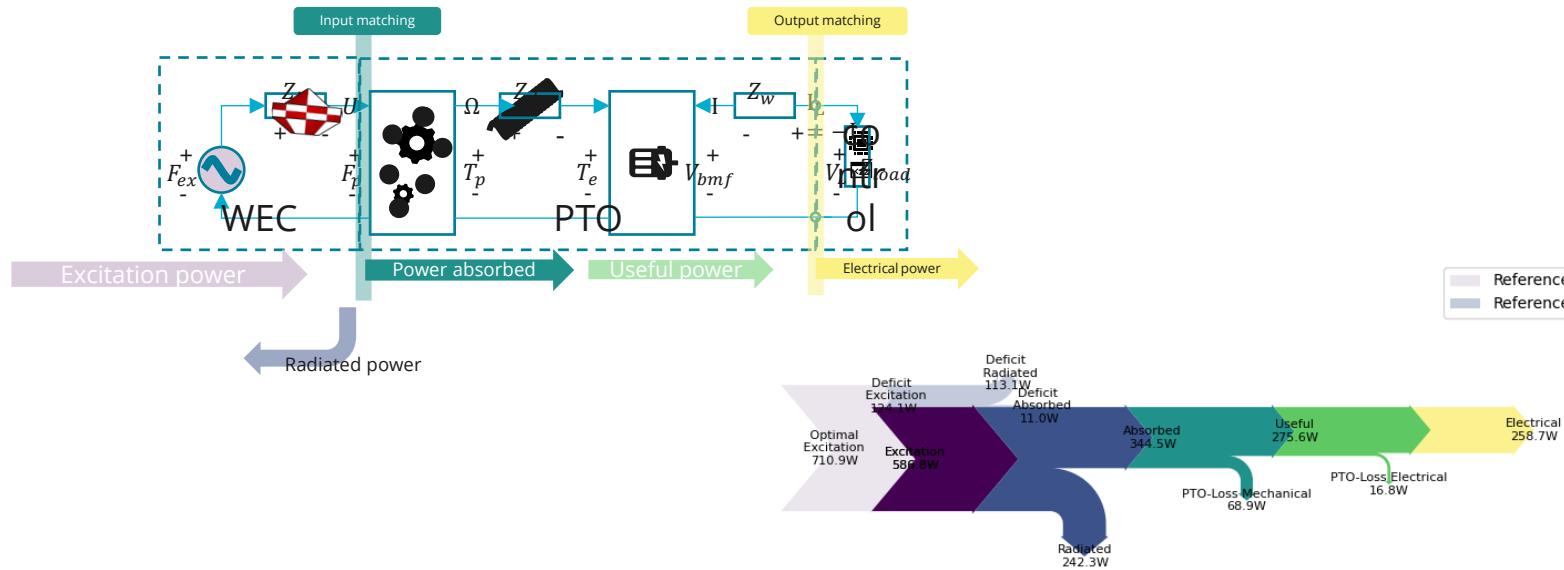 Input matching
Output matching
Z
U
Ω
Z
I
Z_w
+ -
+ -
+ = -
F_ex
F_p
T_p
T_e
V_bmf
WEC
PTO
co
ntr
ol
Excitation power
Power absorbed
Useful power
Electrical power
Radiated power
Reference
Reference
Deficit
Excitation
124.1W
Deficit
Radiated
113.1W
Deficit
Absorbed
11.0W
Optimal
Excitation
710.9W
Excitation
586.8W
Absorbed
344.5W
Useful
275.6W
Electrical
258.7W
PTO-Loss Mechanical
68.9W
PTO-Loss Electrical
16.8W
Radiated
242.3W